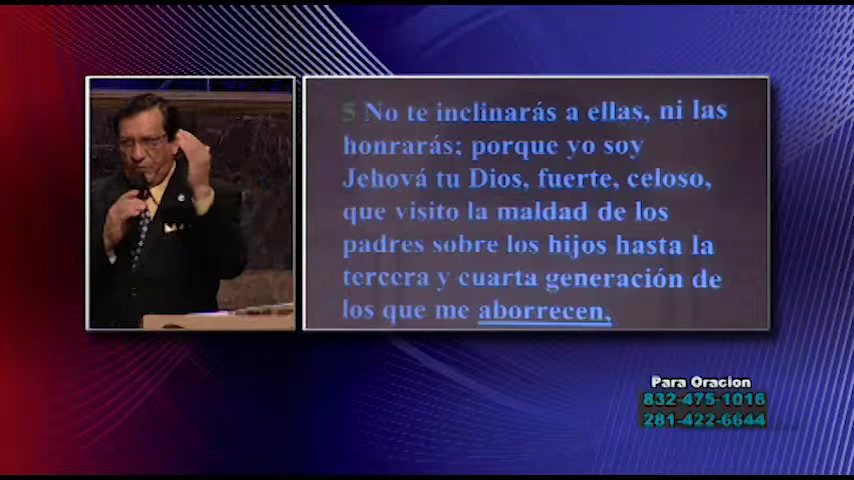 5 No te inclinarás a ellas, ni las
honrarás; porque yo soy
Jehová tu Dios, fuerte, celoso,
que visito la maldad de los
padres sobre los hijos hasta la
tercera y cuarta generación de
los que me aborrecen,
Para Oracion
832-475-1016
281-422-6644